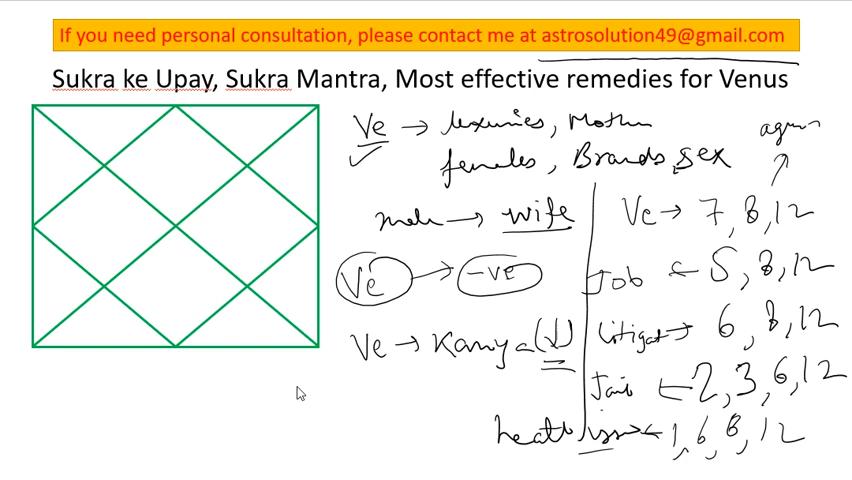 If you need personal consultation, please contact me at astrosolution49@gmail.com
Sukra ke Upay, Sukra Mantra, Most effective remedies for Venus
Ve → luxuries, Mother
females, Brands, sex
male → wife
Ve → -ve
Ve → Kanya (↓)
Ve → 7, 8, 12
Job ← 5, 8, 12
Litigat → 6, 8, 12
Jail ← 2, 3, 6, 12
health issu ← 1, 6, 8, 12